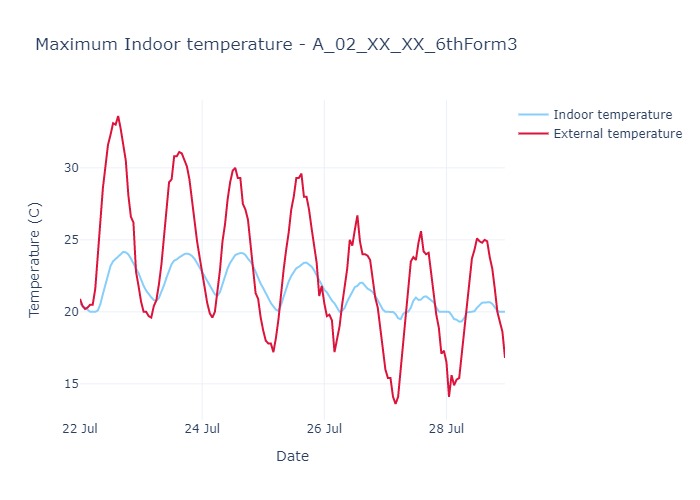 Maximum Indoor temperature - A_02_XX_XX_6thForm3
Indoor temperature
External temperature
Temperature (C)
30
25
20
15
22 Jul
24 Jul
26 Jul
28 Jul
Date